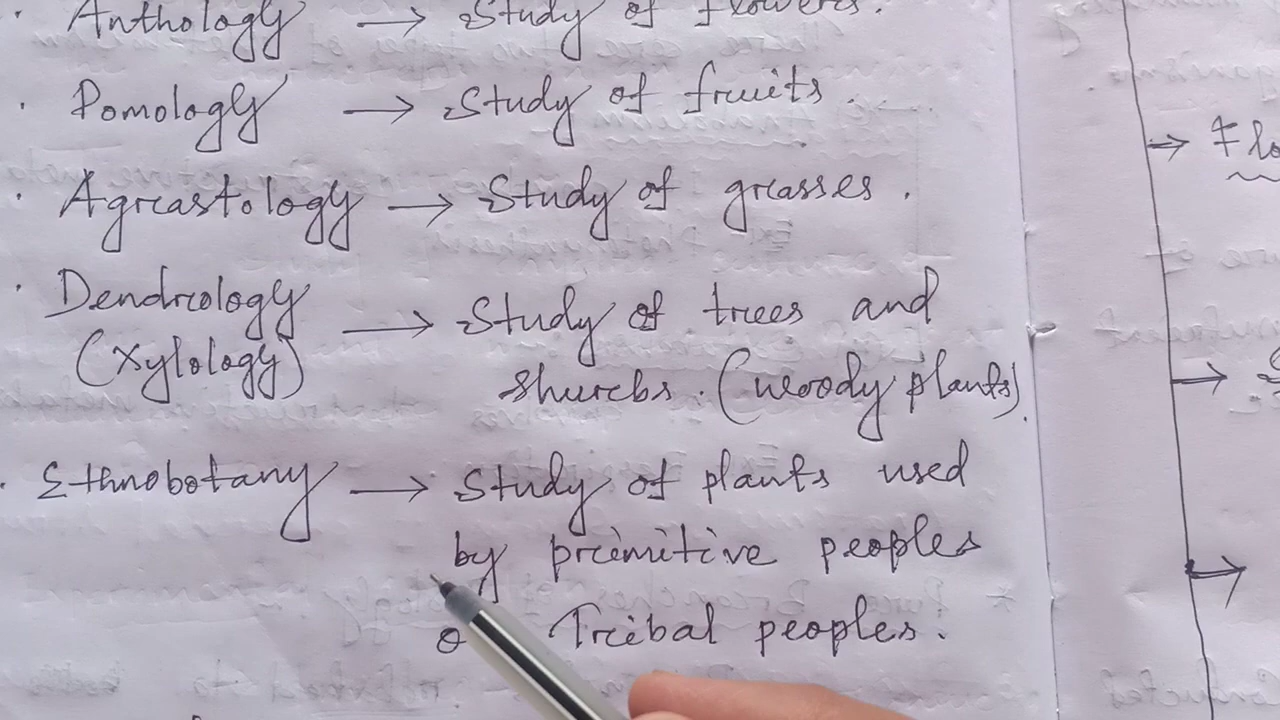 · Anthology → Study of flowers.
· Pomology → Study of fruits.
· Agrastology → Study of grasses.
· Dendrology → Study of trees and
(Xylology) shurbs. (Woody plants).
· Ethnobotany → Study of plants used
by primitive peoples
Tribal peoples.
→ Flo
→
→